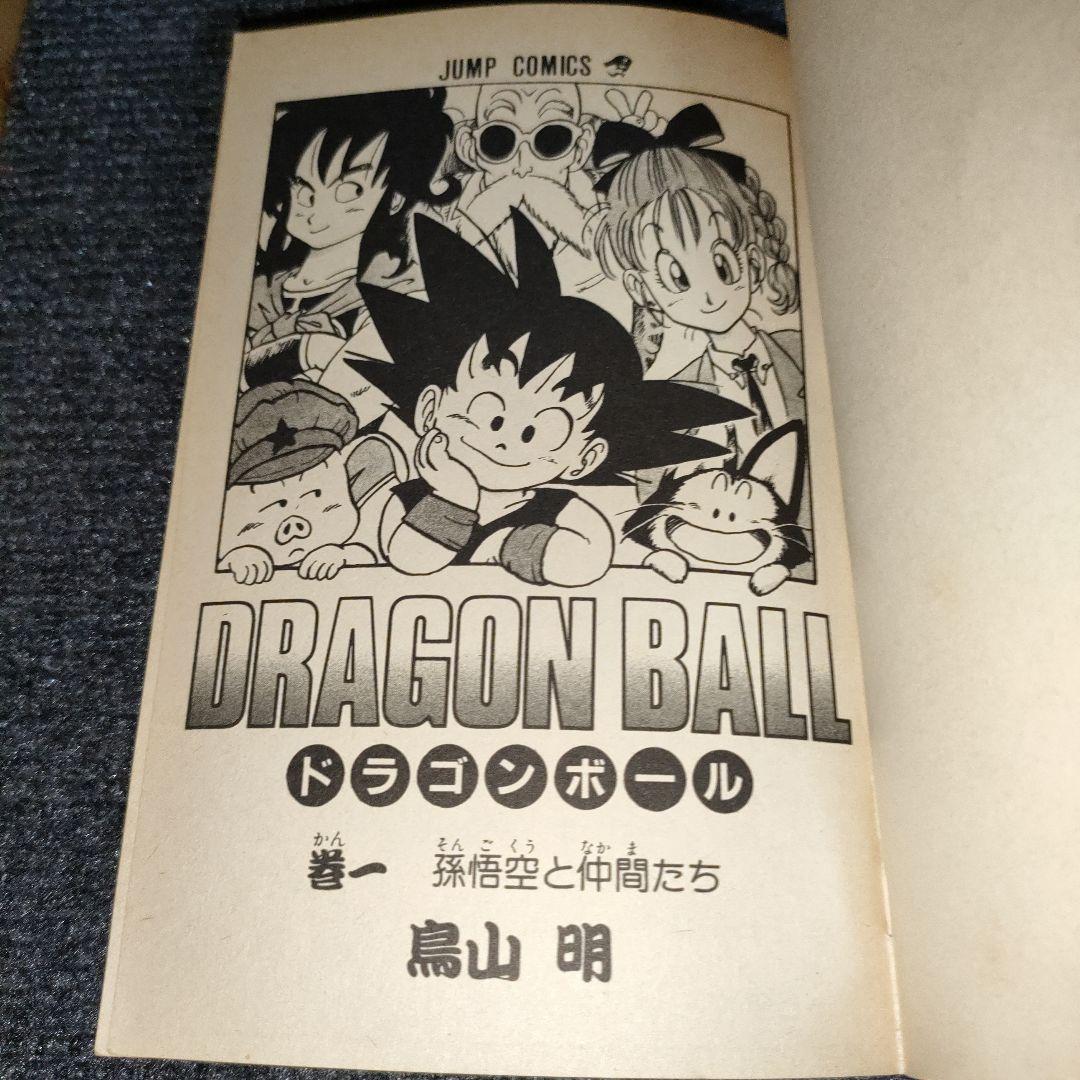 JUMP COMICS
DRAGON BALL
ドラゴンボール
かん そん ご くう なか ま
巻一 孫悟空と仲間たち
鳥山 明